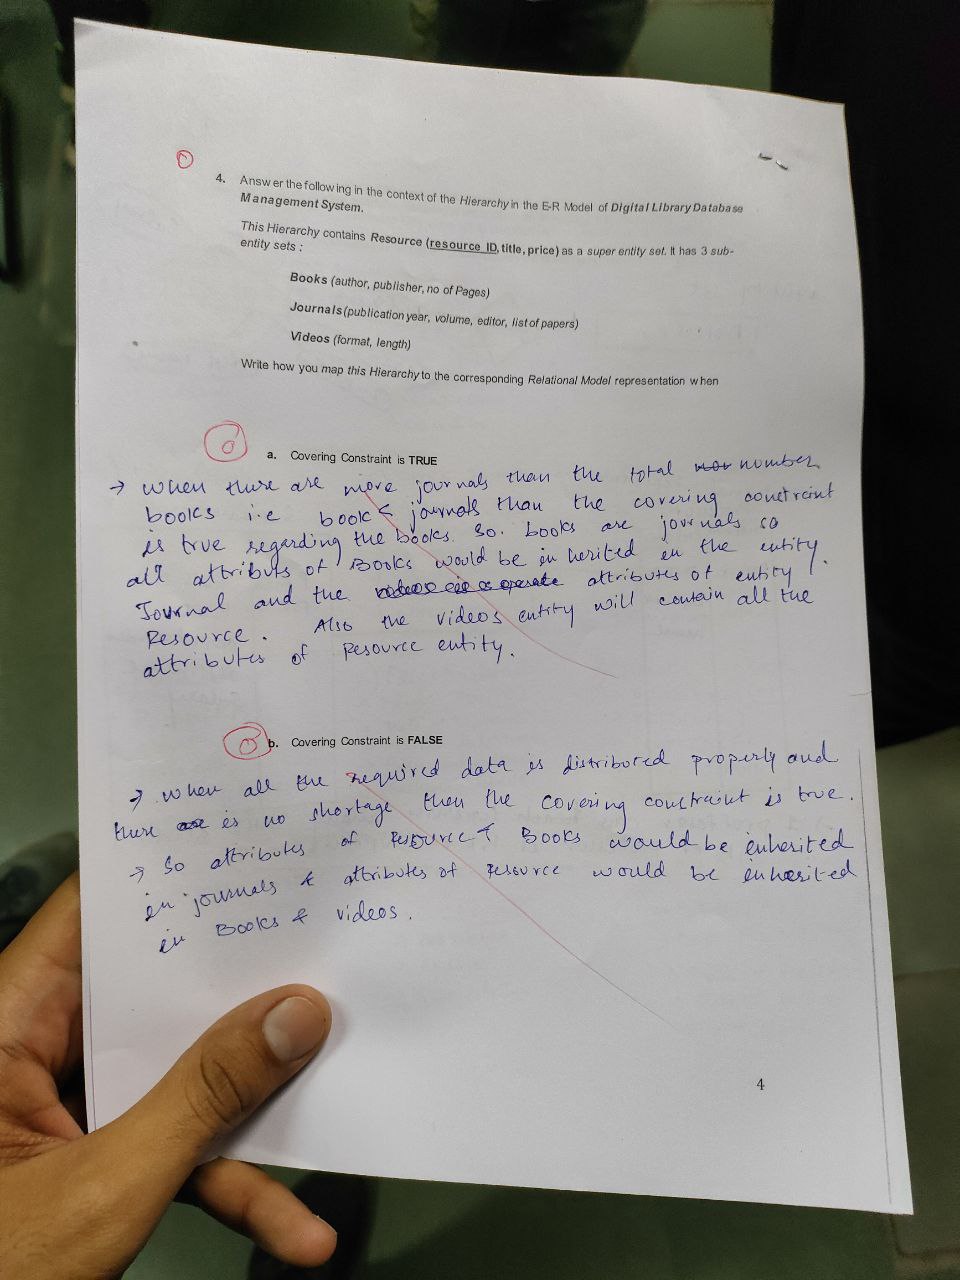 0
4. Answer the following in the context of the Hierarchy in the E-R Model of Digital Library Database
Management System.
This Hierarchy contains Resource (resource_ID, title, price) as a super entity set. It has 3 sub-
entity sets :
Books (author, publisher, no of Pages)
Journals (publication year, volume, editor, list of papers)
Videos (format, length)
Write how you map this Hierarchy to the corresponding Relational Model representation when
0
a. Covering Constraint is TRUE
→ when there are more journals than the total number
books i.e book < journals than the covering constraint
is true regarding the books. So. books are journals so
all attributs of Books would be in herited in the entity
Journal and the attributes of entity
Resource. Also the videos entity will contain all the
attributes of Resource entity.
0
b. Covering Constraint is FALSE
→ when all the required data is distributed properly and
there is no shortage then the covering constraint is true.
→ So attributes of resource & Books would be inherited
in journals & attributes of resource would be inherited
in Books & videos.
4